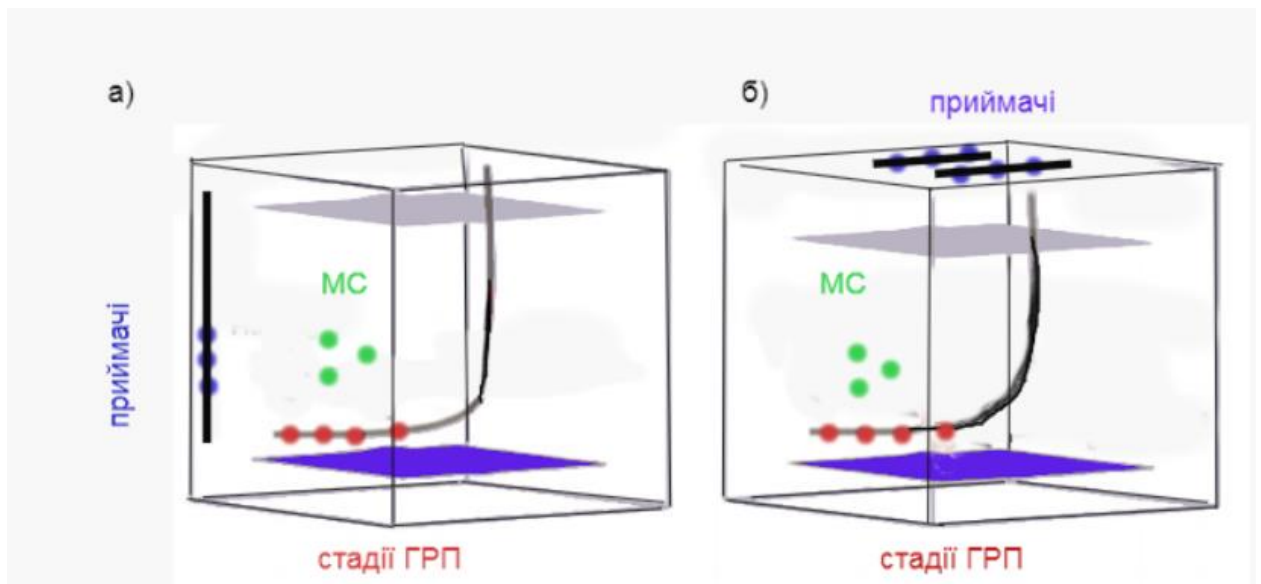 а)
приймачі
МС
стадії ГРП
б)
приймачі
МС
стадії ГРП